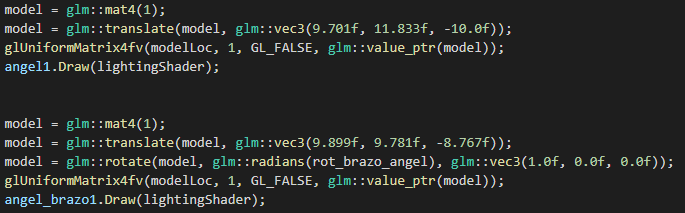 model = glm::mat4(1);
model = glm::translate(model, glm::vec3(9.701f, 11.833f, -10.0f));
glUniformMatrix4fv(modelLoc, 1, GL_FALSE, glm::value_ptr(model));
angel1.Draw(lightingShader);
model = glm::mat4(1);
model = glm::translate(model, glm::vec3(9.899f, 9.781f, -8.767f));
model = glm::rotate(model, glm::radians(rot_brazo_angel), glm::vec3(1.0f, 0.0f, 0.0f));
glUniformMatrix4fv(modelLoc, 1, GL_FALSE, glm::value_ptr(model));
angel_brazo1.Draw(lightingShader);